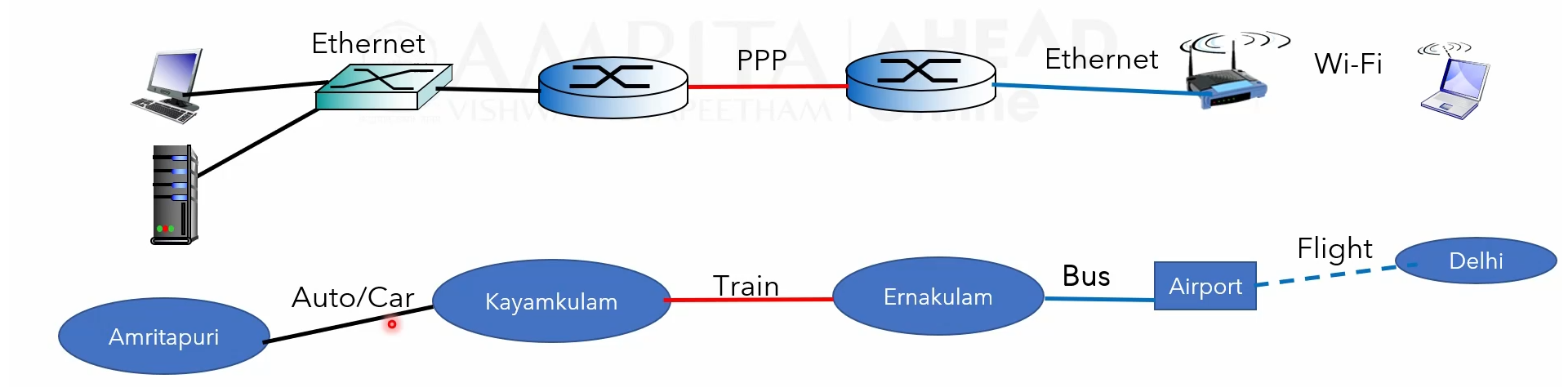 Ethernet
PPP
Ethernet
Wi-Fi
AMRITA AHEAD
VISHWA VIDYAPEETHAM Online
Amritapuri
Auto/Car
Kayamkulam
Train
Ernakulam
Bus
Airport
Flight
Delhi